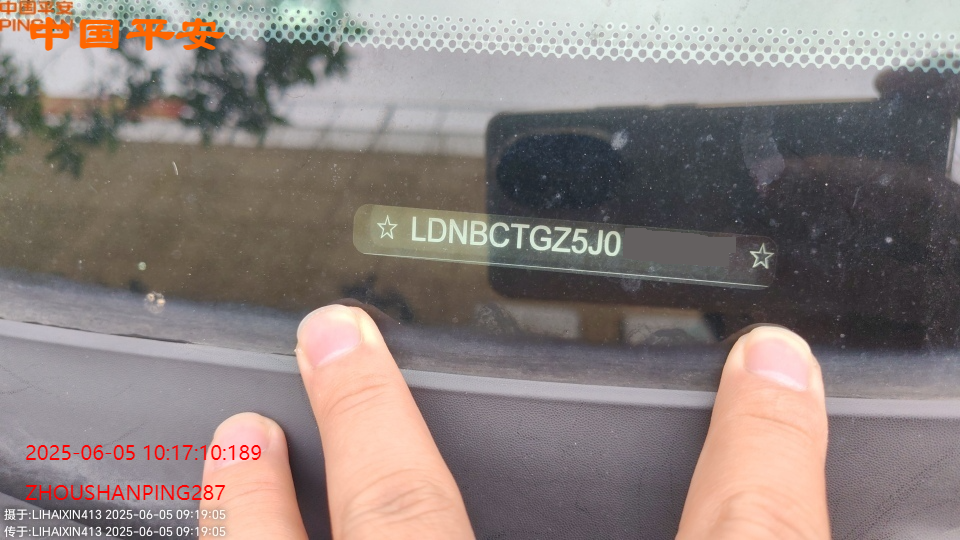 中国平安
PING
中国平安
☆ LDNBCTGZ5J0 ☆
2025-06-05 10:17:10:189
ZHOUSHANPING287
摄于:LIHAIXIN413 2025-06-05 09:19:05
传于:LIHAIXIN413 2025-06-05 09:19:05